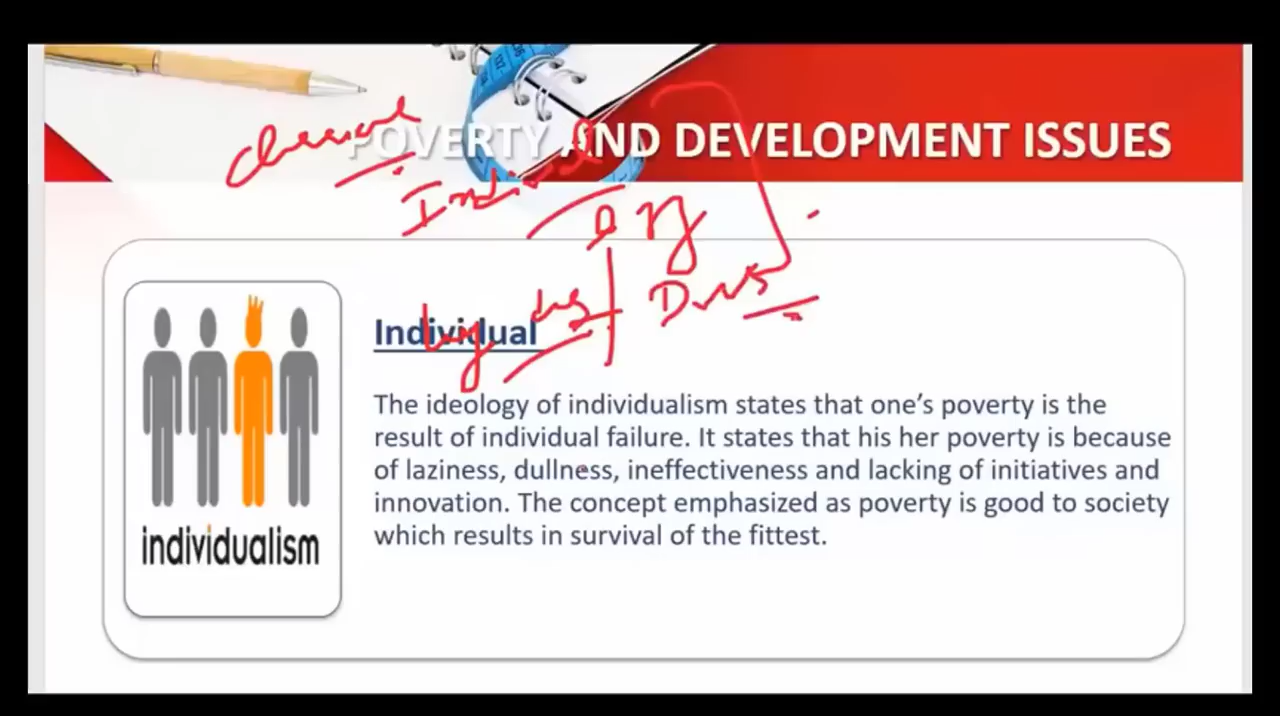 POVERTY AND DEVELOPMENT ISSUES
Individual
The ideology of individualism states that one's poverty is the
result of individual failure. It states that his her poverty is because
of laziness, dullness, ineffectiveness and lacking of initiatives and
innovation. The concept emphasized as poverty is good to society
which results in survival of the fittest.
individualism